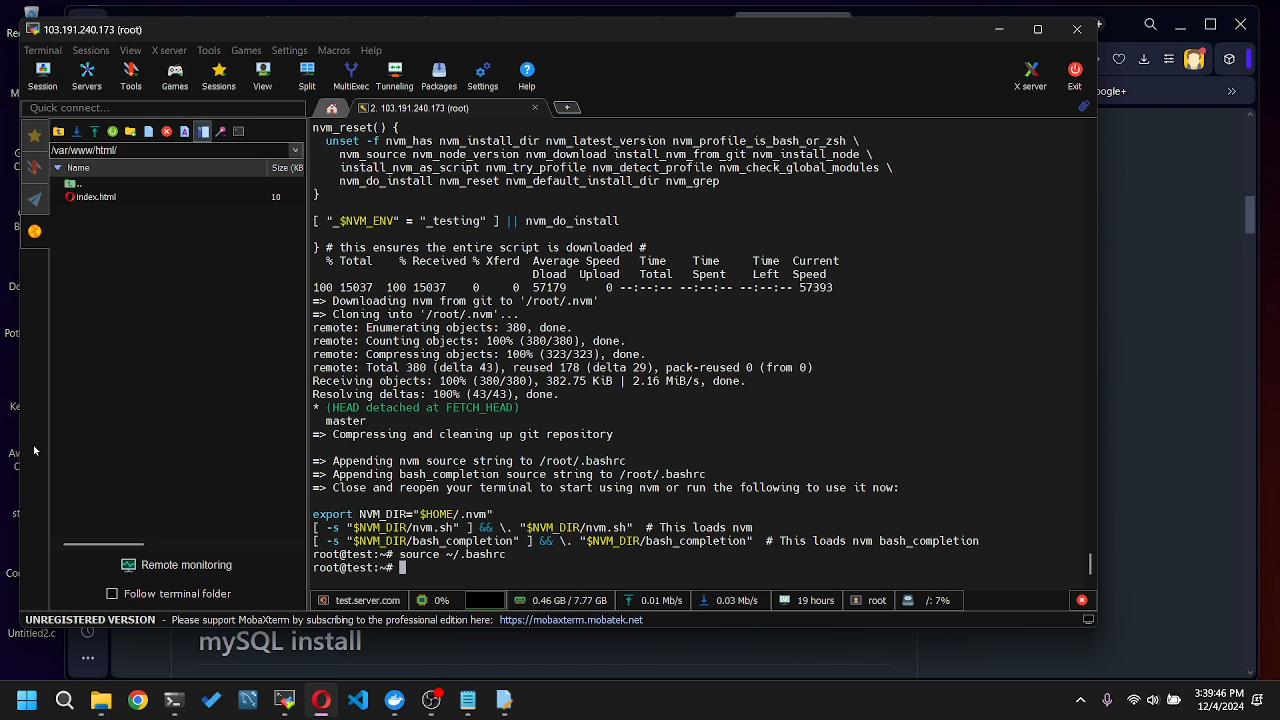 103.191.240.173 (root)
Terminal Sessions View X server Tools Games Settings Macros Help
Session Servers Tools Games Sessions View Split MultiExec Tunneling Packages Settings Help X server Exit
Quick connect...
2. 103.191.240.173 (root)
oogle+
/var/www/html/
Name Size (KB
..
index.html 10
nvm_reset() {
unset -f nvm_has nvm_install_dir nvm_latest_version nvm_profile_is_bash_or_zsh \
nvm_source nvm_node_version nvm_download install_nvm_from_git nvm_install_node \
install_nvm_as_script nvm_try_profile nvm_detect_profile nvm_check_global_modules \
nvm_do_install nvm_reset nvm_default_install_dir nvm_grep
}
[ "_$NVM_ENV" = "_testing" ] || nvm_do_install
} # this ensures the entire script is downloaded #
% Total % Received % Xferd Average Speed Time Time Time Current
Dload Upload Total Spent Left Speed
100 15037 100 15037 0 0 57179 0 --:--:-- --:--:-- --:--:-- 57393
=> Downloading nvm from git to '/root/.nvm'
=> Cloning into '/root/.nvm'...
remote: Enumerating objects: 380, done.
remote: Counting objects: 100% (380/380), done.
remote: Compressing objects: 100% (323/323), done.
remote: Total 380 (delta 43), reused 178 (delta 29), pack-reused 0 (from 0)
Receiving objects: 100% (380/380), 382.75 KiB | 2.16 MiB/s, done.
Resolving deltas: 100% (43/43), done.
* (HEAD detached at FETCH_HEAD)
master
=> Compressing and cleaning up git repository
=> Appending nvm source string to /root/.bashrc
=> Appending bash_completion source string to /root/.bashrc
=> Close and reopen your terminal to start using nvm or run the following to use it now:
export NVM_DIR="$HOME/.nvm"
[ -s "$NVM_DIR/nvm.sh" ] && \. "$NVM_DIR/nvm.sh" # This loads nvm
[ -s "$NVM_DIR/bash_completion" ] && \. "$NVM_DIR/bash_completion" # This loads nvm bash_completion
root@test:~# source ~/.bashrc
root@test:~#
Remote monitoring
Follow terminal folder
test.server.com 0% 0.46 GB / 7.77 GB 0.01 Mb/s 0.03 Mb/s 19 hours root /: 7%
UNREGISTERED VERSION - Please support MobaXterm by subscribing to the professional edition here: https://mobaxterm.mobatek.net
Untitled2.c
mySQL install
3:39:46 PM
12/4/2024